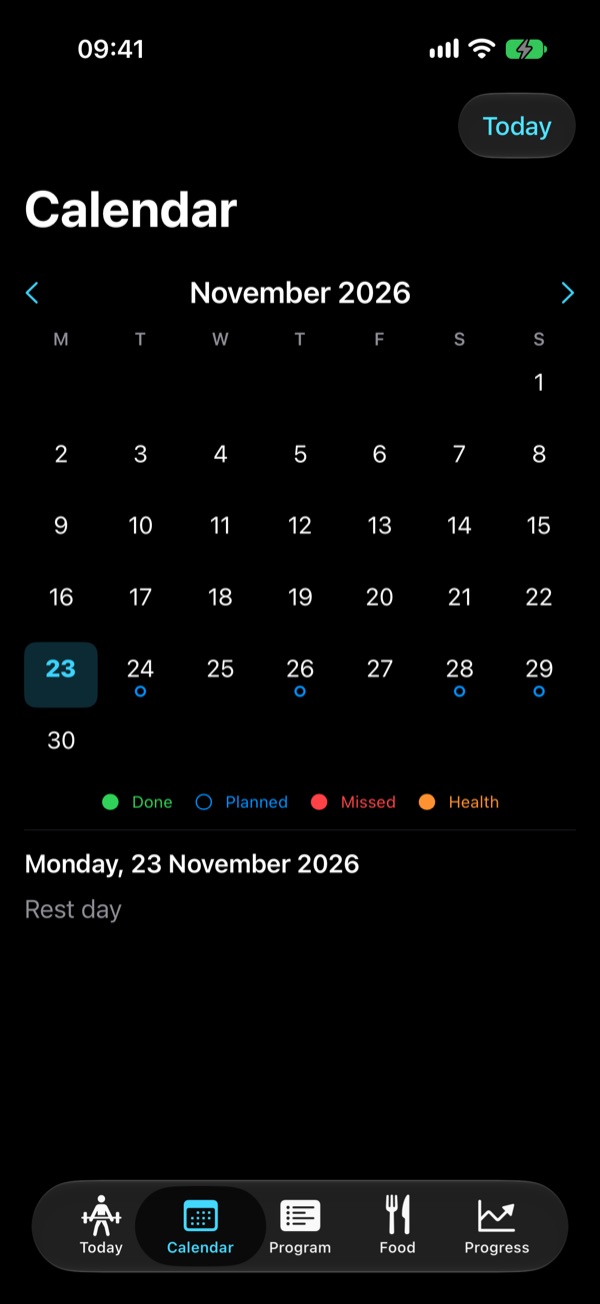 09:41
Today
Calendar
November 2026
M T W T F S S
1
2 3 4 5 6 7 8
9 10 11 12 13 14 15
16 17 18 19 20 21 22
23 24 25 26 27 28 29
30
Done Planned Missed Health
Monday, 23 November 2026
Rest day
Today Calendar Program Food Progress